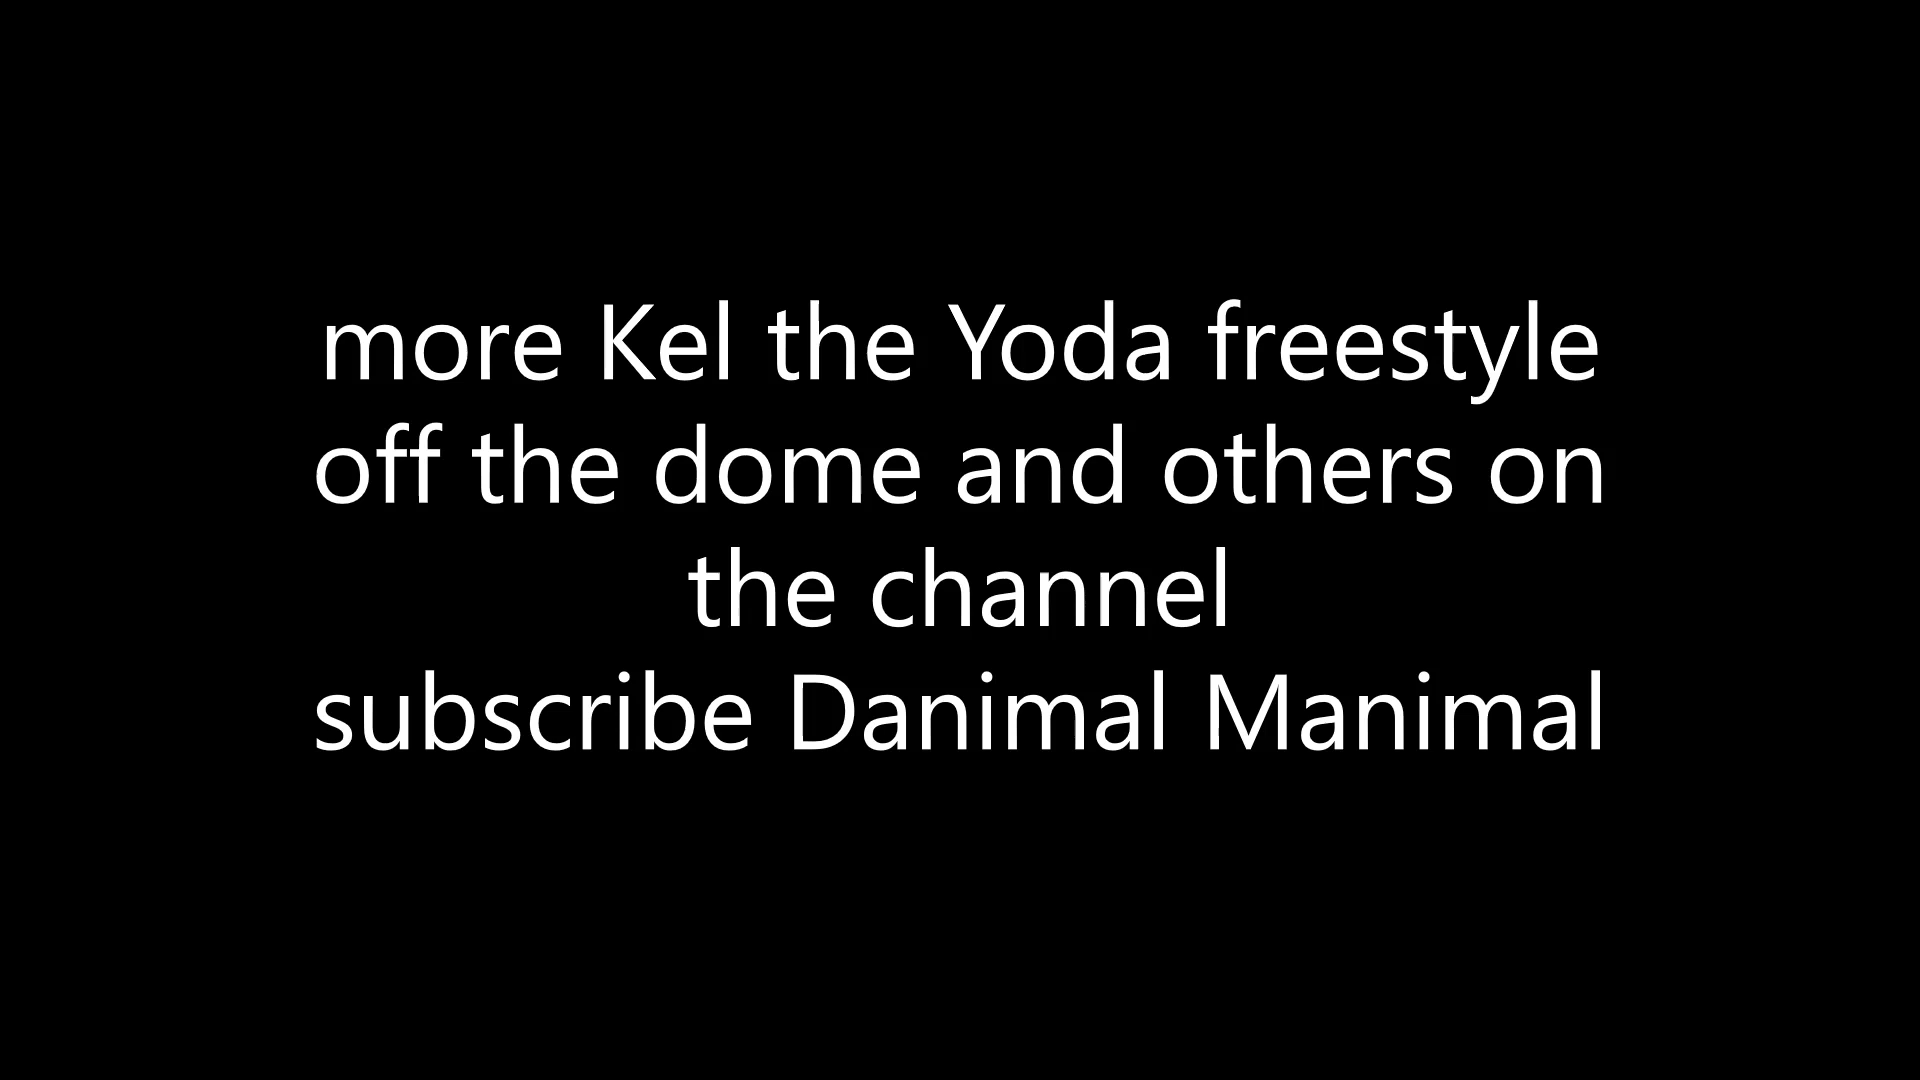 more Kel the Yoda freestyle
off the dome and others on
the channel
subscribe Danimal Manimal